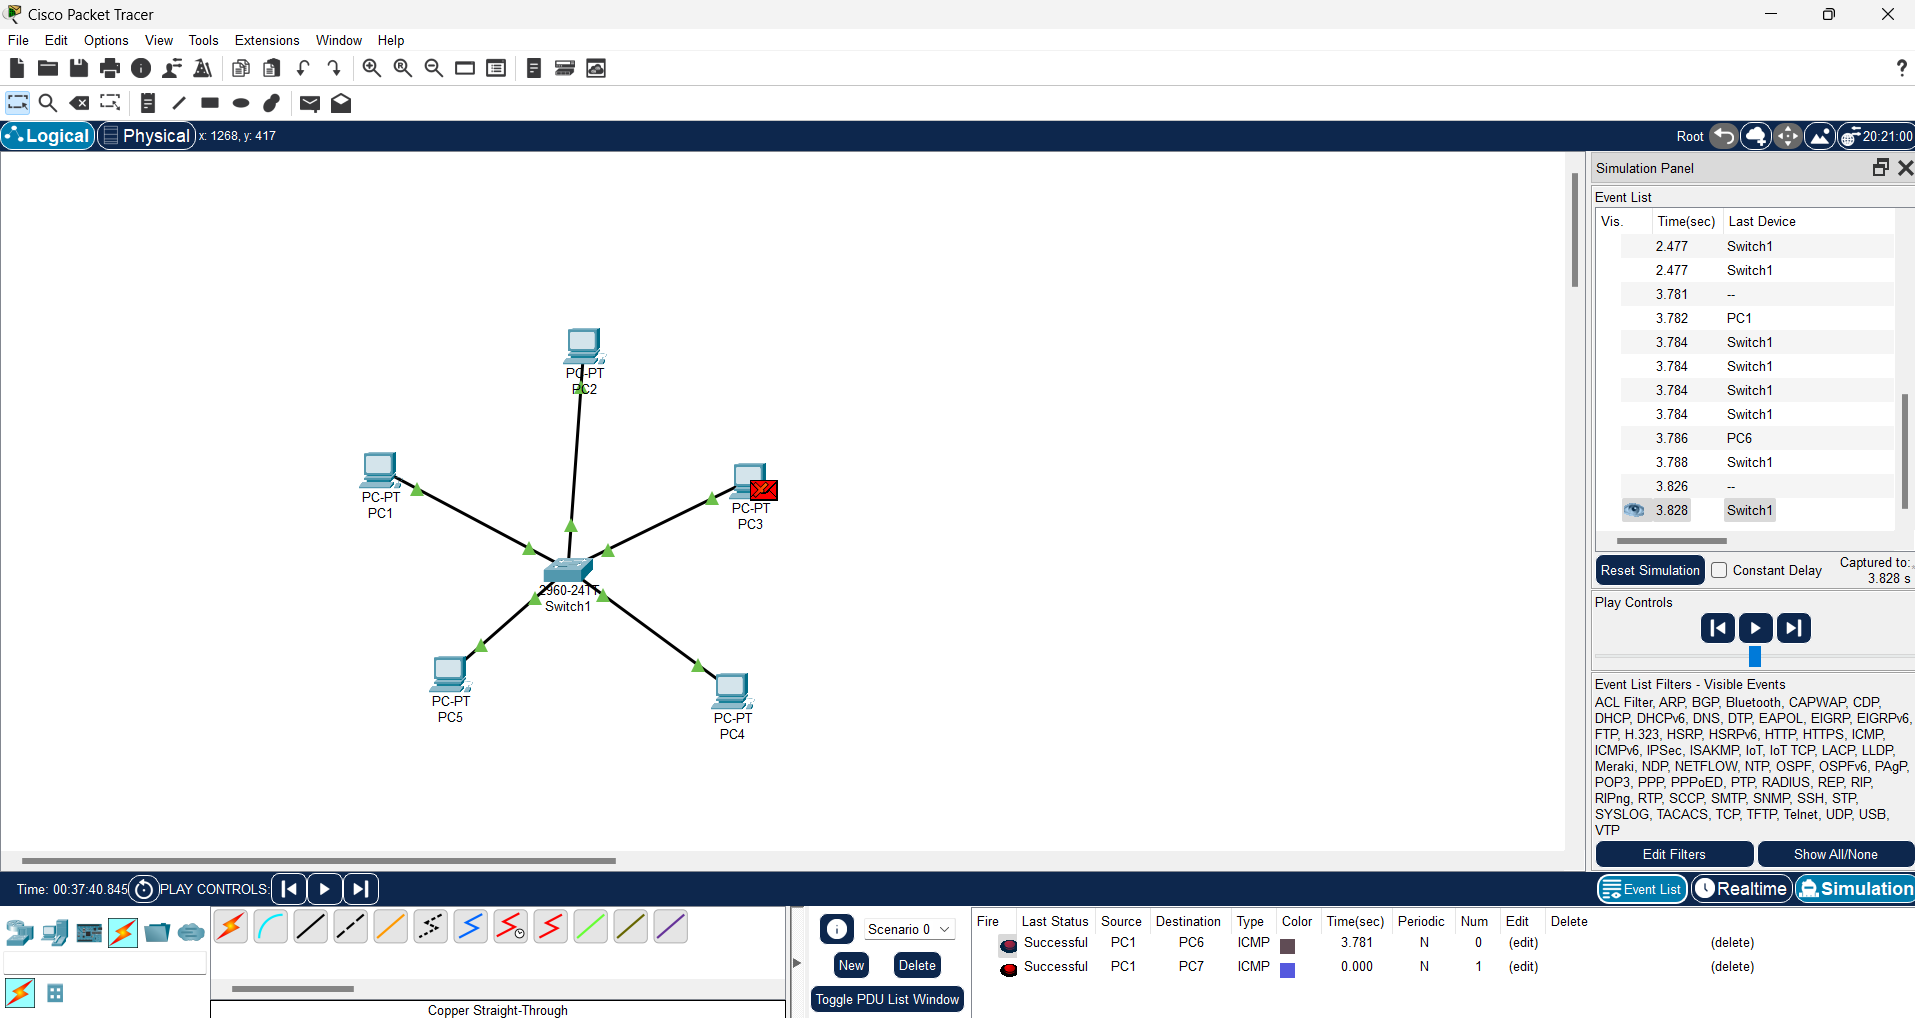 Cisco Packet Tracer
File Edit Options View Tools Extensions Window Help
?
Logical Physical x: 1268, y: 417 Root 20:21:00
Simulation Panel
Event List
Vis. Time(sec) Last Device
2.477 Switch1
2.477 Switch1
3.781 --
3.782 PC1
3.784 Switch1
3.784 Switch1
3.784 Switch1
3.784 Switch1
3.786 PC6
3.788 Switch1
3.826 --
3.828 Switch1
Reset Simulation Constant Delay Captured to:
3.828 s
Play Controls
Event List Filters - Visible Events
ACL Filter, ARP, BGP, Bluetooth, CAPWAP, CDP,
DHCP, DHCPv6, DNS, DTP, EAPOL, EIGRP, EIGRPv6,
FTP, H.323, HSRP, HSRPv6, HTTP, HTTPS, ICMP,
ICMPv6, IPSec, ISAKMP, IoT, IoT TCP, LACP, LLDP,
Meraki, NDP, NETFLOW, NTP, OSPF, OSPFv6, PAgP,
POP3, PPP, PPPoED, PTP, RADIUS, REP, RIP,
RIPng, RTP, SCCP, SMTP, SNMP, SSH, STP,
SYSLOG, TACACS, TCP, TFTP, Telnet, UDP, USB,
VTP
Edit Filters Show All/None
PC-PT
PC2
PC-PT
PC1
PC-PT
PC3
2960-24TT
Switch1
PC-PT
PC5
PC-PT
PC4
Time: 00:37:40.845 PLAY CONTROLS: Event List Realtime Simulation
Scenario 0
New Delete
Toggle PDU List Window
Fire Last Status Source Destination Type Color Time(sec) Periodic Num Edit Delete
Successful PC1 PC6 ICMP 3.781 N 0 (edit) (delete)
Successful PC1 PC7 ICMP 0.000 N 1 (edit) (delete)
Copper Straight-Through